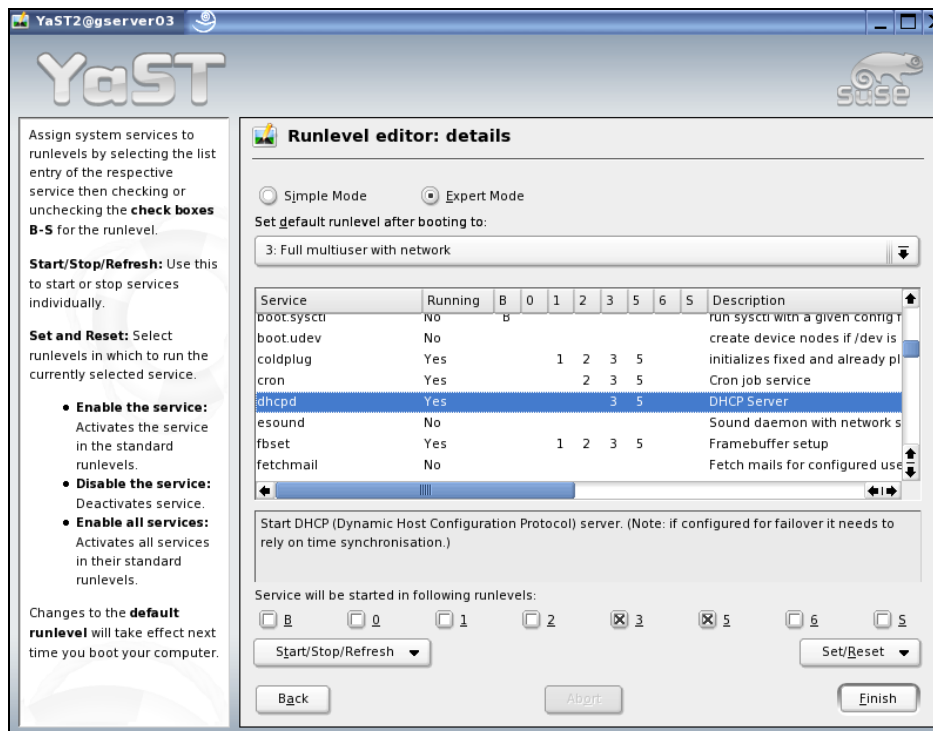 YaST2@gserver03
YaST
suse
Assign system services to
runlevels by selecting the list
entry of the respective
service then checking or
unchecking the check boxes
B-S for the runlevel.
Start/Stop/Refresh: Use this
to start or stop services
individually.
Set and Reset: Select
runlevels in which to run the
currently selected service.
Enable the service:
Activates the service
in the standard
runlevels.
Disable the service:
Deactivates service.
Enable all services:
Activates all services
in their standard
runlevels.
Changes to the default
runlevel will take effect next
time you boot your computer.
Runlevel editor: details
Simple Mode Expert Mode
Set default runlevel after booting to:
3: Full multiuser with network
Service Running B 0 1 2 3 5 6 S Description
boot.sysctl No B run sysctl with a given config f
boot.udev No create device nodes if /dev is
coldplug Yes 1 2 3 5 initializes fixed and already pl
cron Yes 2 3 5 Cron job service
dhcpd Yes 3 5 DHCP Server
esound No Sound daemon with network s
fbset Yes 1 2 3 5 Framebuffer setup
fetchmail No Fetch mails for configured use
Start DHCP (Dynamic Host Configuration Protocol) server. (Note: if configured for failover it needs to
rely on time synchronisation.)
Service will be started in following runlevels:
B 0 1 2 3 5 6 S
Start/Stop/Refresh Set/Reset
Back Abort Finish